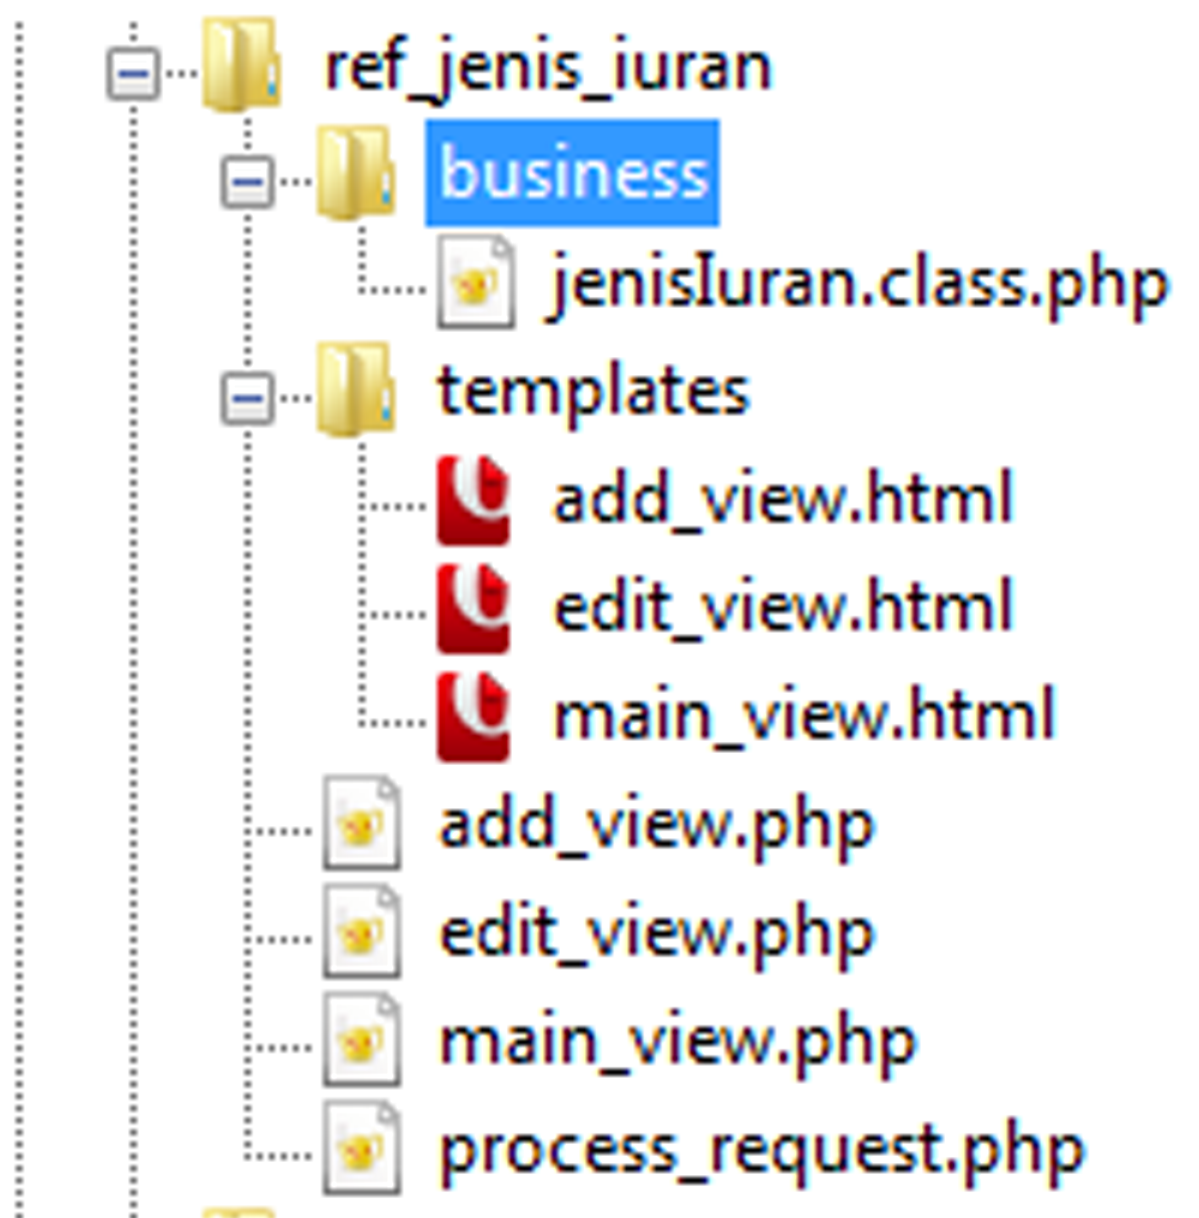 ref_jenis_iuran
business
jenisIuran.class.php
templates
add_view.html
edit_view.html
main_view.html
add_view.php
edit_view.php
main_view.php
process_request.php